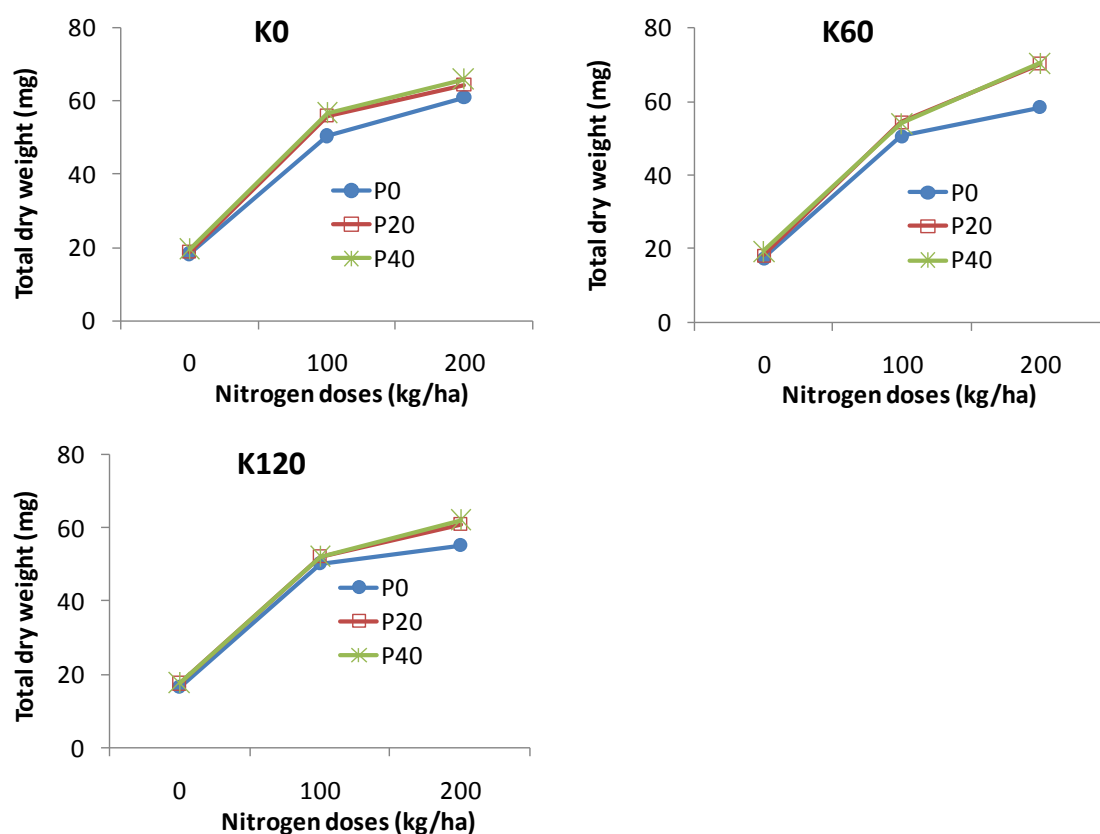 K0
Total dry weight (mg)
80
60
40
20
0
P0
P20
P40
0 100 200
Nitrogen doses (kg/ha)
K60
Total dry weight (mg)
80
60
40
20
0
P0
P20
P40
0 100 200
Nitrogen doses (kg/ha)
K120
Total dry weight (mg)
80
60
40
20
0
P0
P20
P40
0 100 200
Nitrogen doses (kg/ha)